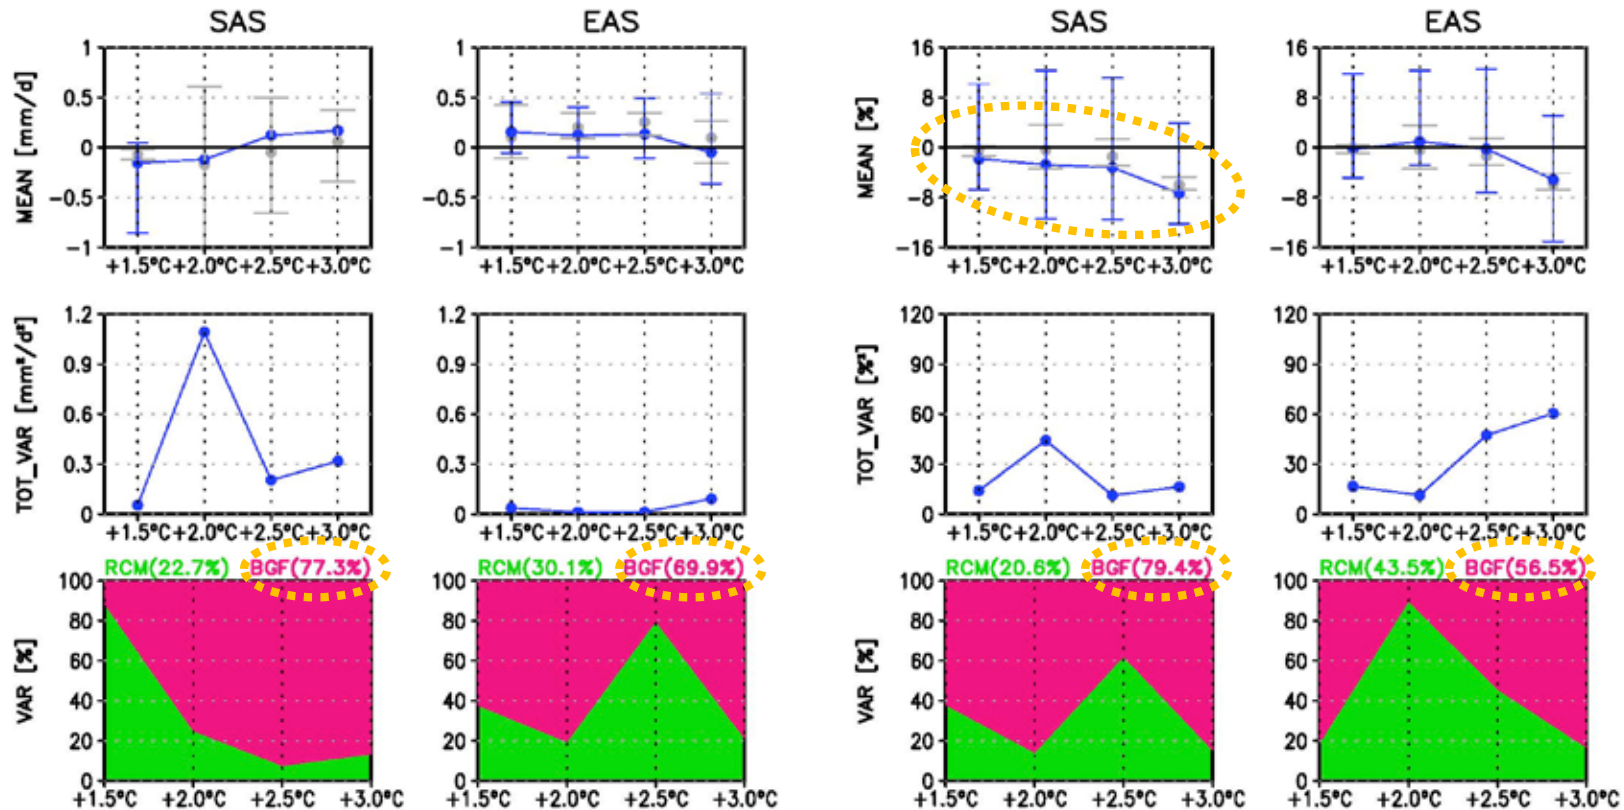 SAS EAS SAS EAS
MEAN [mm/d] 1 0.5 0 −0.5 −1
+1.5°C +2.0°C +2.5°C +3.0°C
1 0.5 0 −0.5 −1
+1.5°C +2.0°C +2.5°C +3.0°C
MEAN [%] 16 8 0 −8 −16
+1.5°C +2.0°C +2.5°C +3.0°C
16 8 0 −8 −16
+1.5°C +2.0°C +2.5°C +3.0°C
TOT_VAR [mm²/d²] 1.2 0.9 0.6 0.3 0
+1.5°C +2.0°C +2.5°C +3.0°C
1.2 0.9 0.6 0.3 0
+1.5°C +2.0°C +2.5°C +3.0°C
TOT_VAR [%²] 120 90 60 30 0
+1.5°C +2.0°C +2.5°C +3.0°C
120 90 60 30 0
+1.5°C +2.0°C +2.5°C +3.0°C
RCM(22.7%) BGF(77.3%)
VAR [%] 100 80 60 40 20 0
+1.5°C +2.0°C +2.5°C +3.0°C
RCM(30.1%) BGF(69.9%)
100 80 60 40 20 0
+1.5°C +2.0°C +2.5°C +3.0°C
RCM(20.6%) BGF(79.4%)
VAR [%] 100 80 60 40 20 0
+1.5°C +2.0°C +2.5°C +3.0°C
RCM(43.5%) BGF(56.5%)
100 80 60 40 20 0
+1.5°C +2.0°C +2.5°C +3.0°C